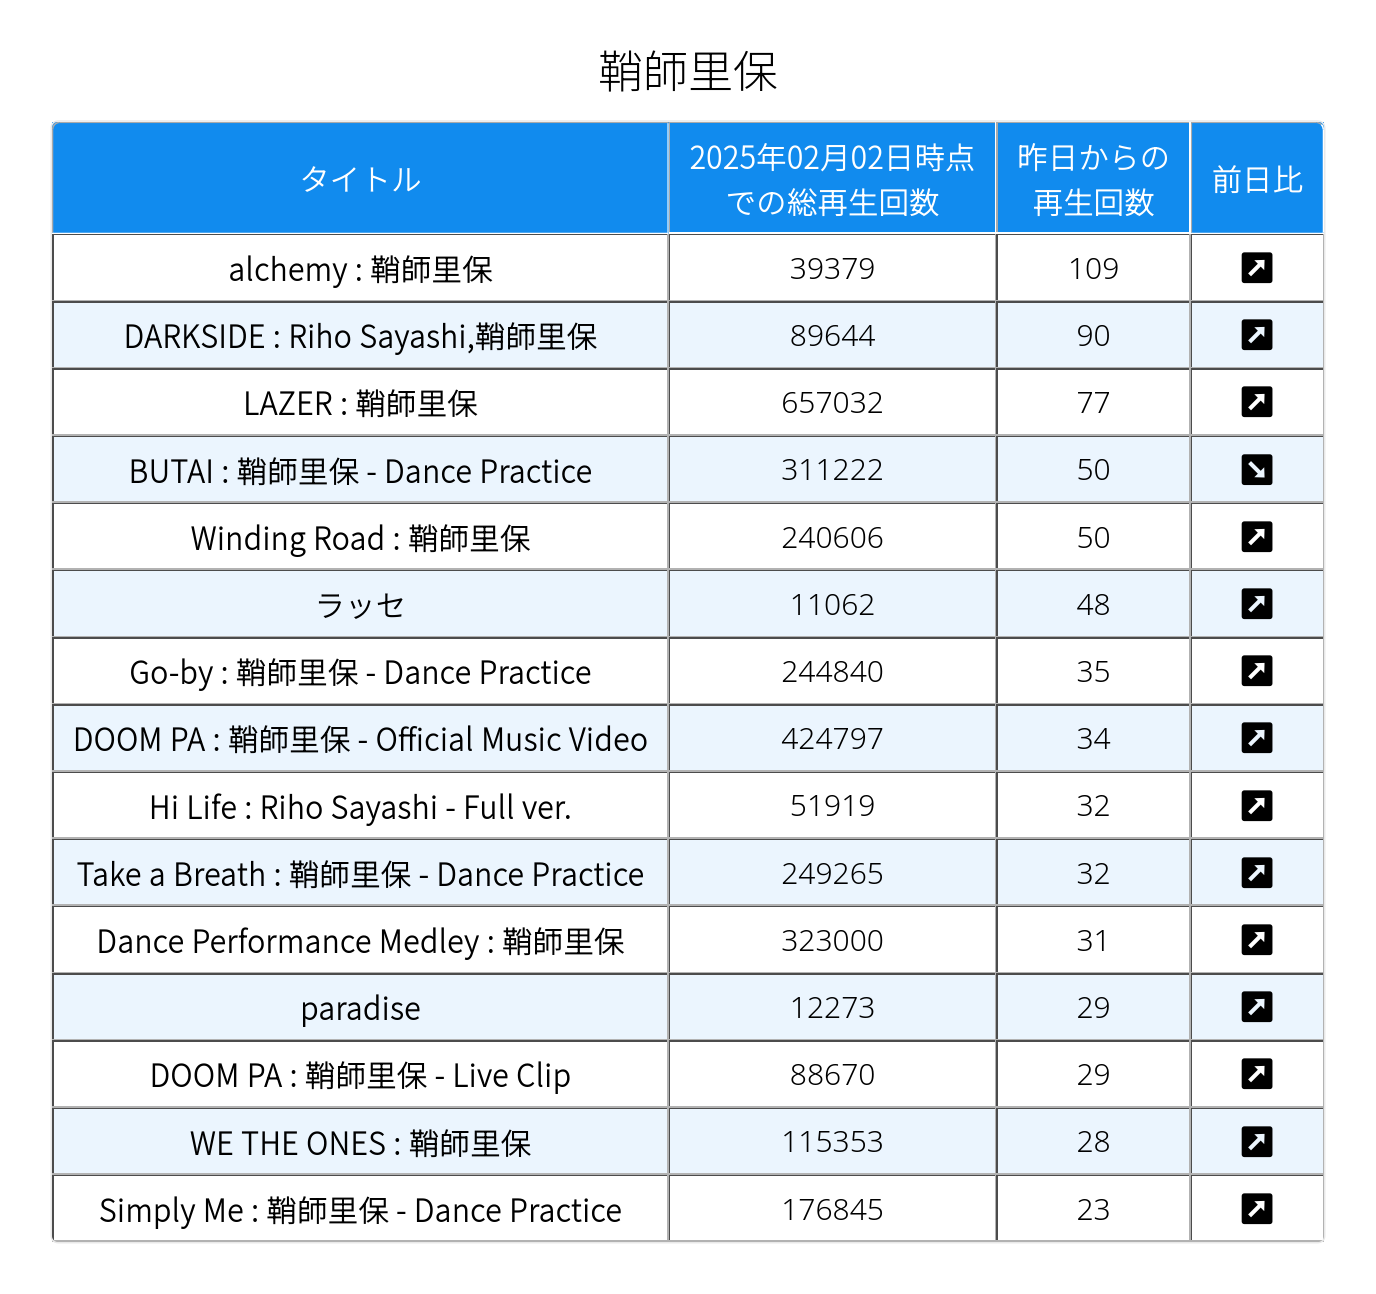 鞘師里保
タイトル 2025年02月02日時点での総再生回数 昨日からの再生回数 前日比
alchemy : 鞘師里保 39379 109
DARKSIDE : Riho Sayashi,鞘師里保 89644 90
LAZER : 鞘師里保 657032 77
BUTAI : 鞘師里保 - Dance Practice 311222 50
Winding Road : 鞘師里保 240606 50
ラッセ 11062 48
Go-by : 鞘師里保 - Dance Practice 244840 35
DOOM PA : 鞘師里保 - Official Music Video 424797 34
Hi Life : Riho Sayashi - Full ver. 51919 32
Take a Breath : 鞘師里保 - Dance Practice 249265 32
Dance Performance Medley : 鞘師里保 323000 31
paradise 12273 29
DOOM PA : 鞘師里保 - Live Clip 88670 29
WE THE ONES : 鞘師里保 115353 28
Simply Me : 鞘師里保 - Dance Practice 176845 23